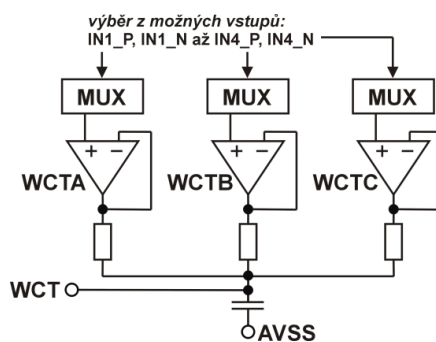 výběr z možných vstupů:
IN1_P, IN1_N až IN4_P, IN4_N
MUX MUX MUX
+ − + − + −
WCTA WCTB WCTC
WCT
AVSS